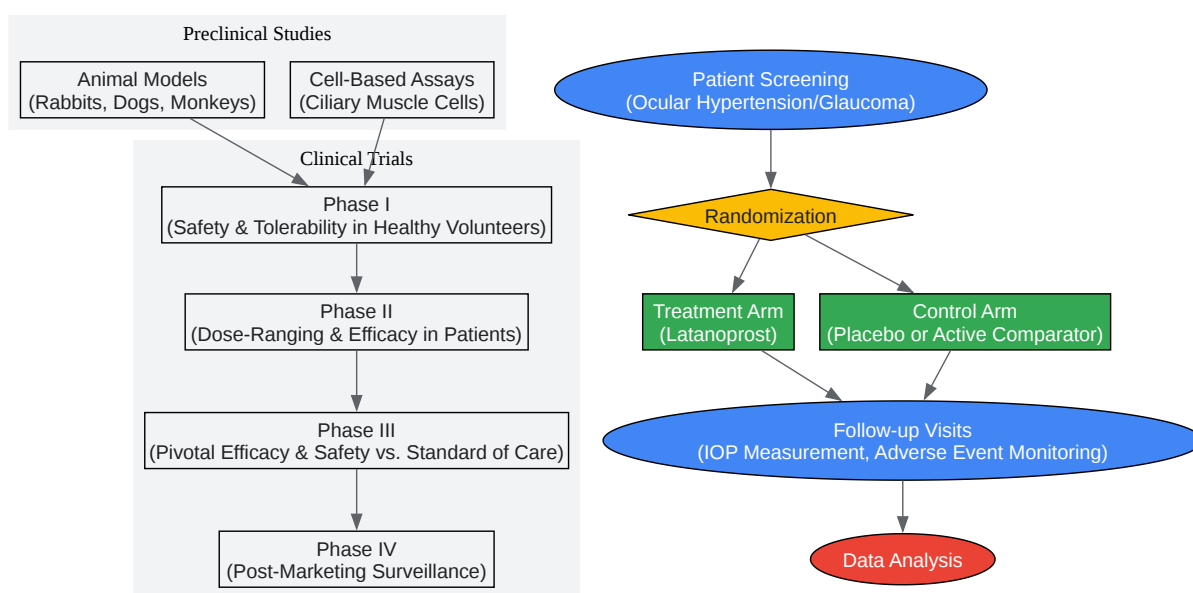 Preclinical Studies
Animal Models
(Rabbits, Dogs, Monkeys)
Cell-Based Assays
(Ciliary Muscle Cells)
Clinical Trials
Phase I
(Safety & Tolerability in Healthy Volunteers)
Phase II
(Dose-Ranging & Efficacy in Patients)
Phase III
(Pivotal Efficacy & Safety vs. Standard of Care)
Phase IV
(Post-Marketing Surveillance)
Patient Screening
(Ocular Hypertension/Glaucoma)
Randomization
Treatment Arm
(Latanoprost)
Control Arm
(Placebo or Active Comparator)
Follow-up Visits
(IOP Measurement, Adverse Event Monitoring)
Data Analysis